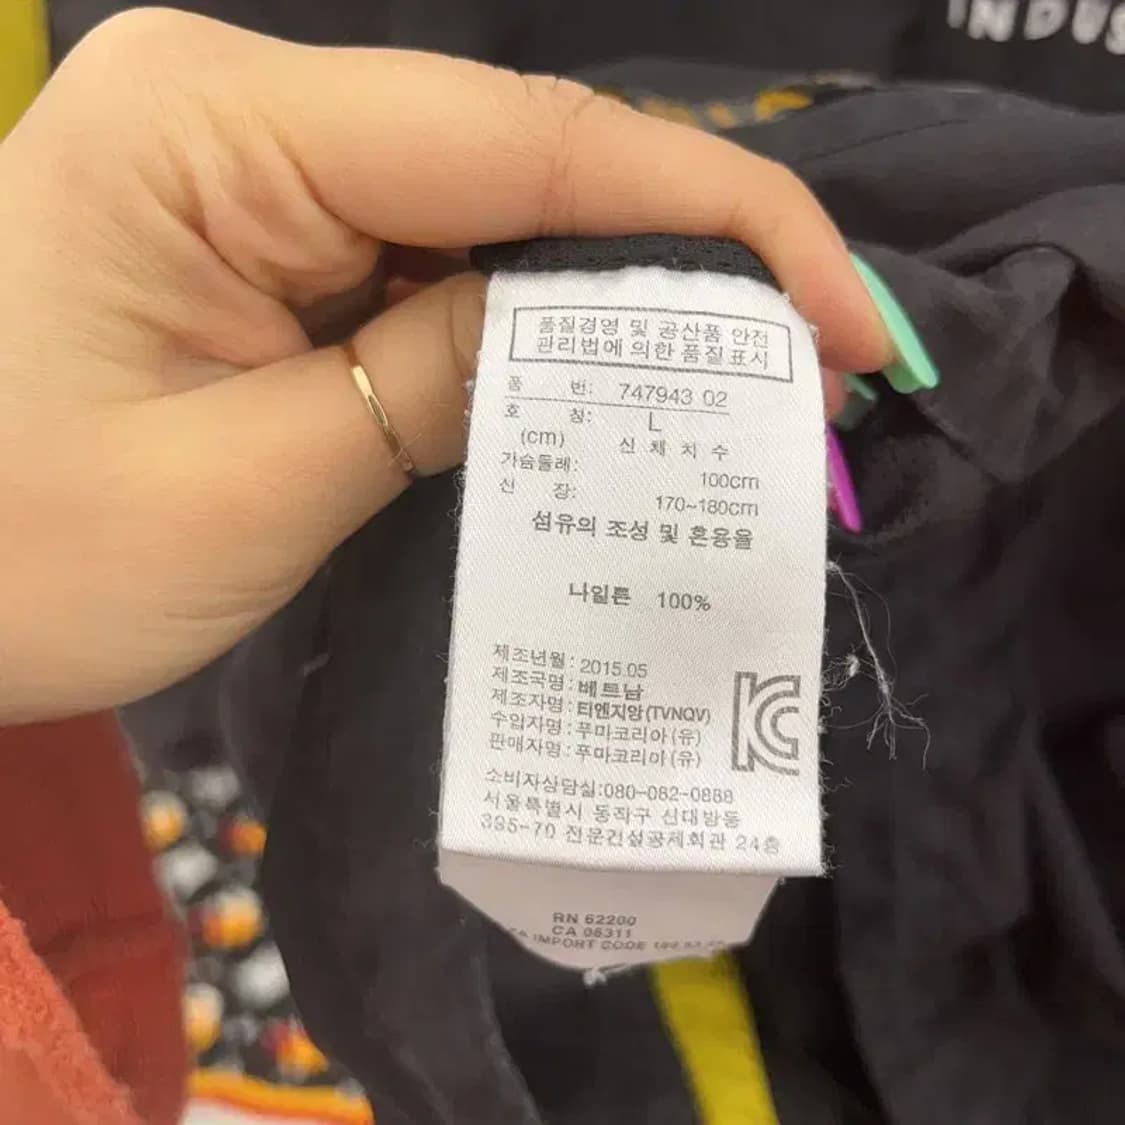 INDUS
품질경영 및 공산품 안전
관리법에 의한 품질표시
품 번: 747943 02
호 칭: L
(cm) 신 체 치 수
가슴둘레: 100cm
신 장: 170~180cm
섬유의 조성 및 혼용율
나일론 100%
제조년월: 2015.05
제조국명: 베트남
제조자명: 티엔지앙(TVNQV)
수입자명: 푸마코리아(유)
판매자명: 푸마코리아(유)
KC
소비자상담실:080-082-0888
서울특별시 동작구 신대방동
395-70 전문건설공제회관 24층
RN 62200
CA 06311
IMPORT CODE